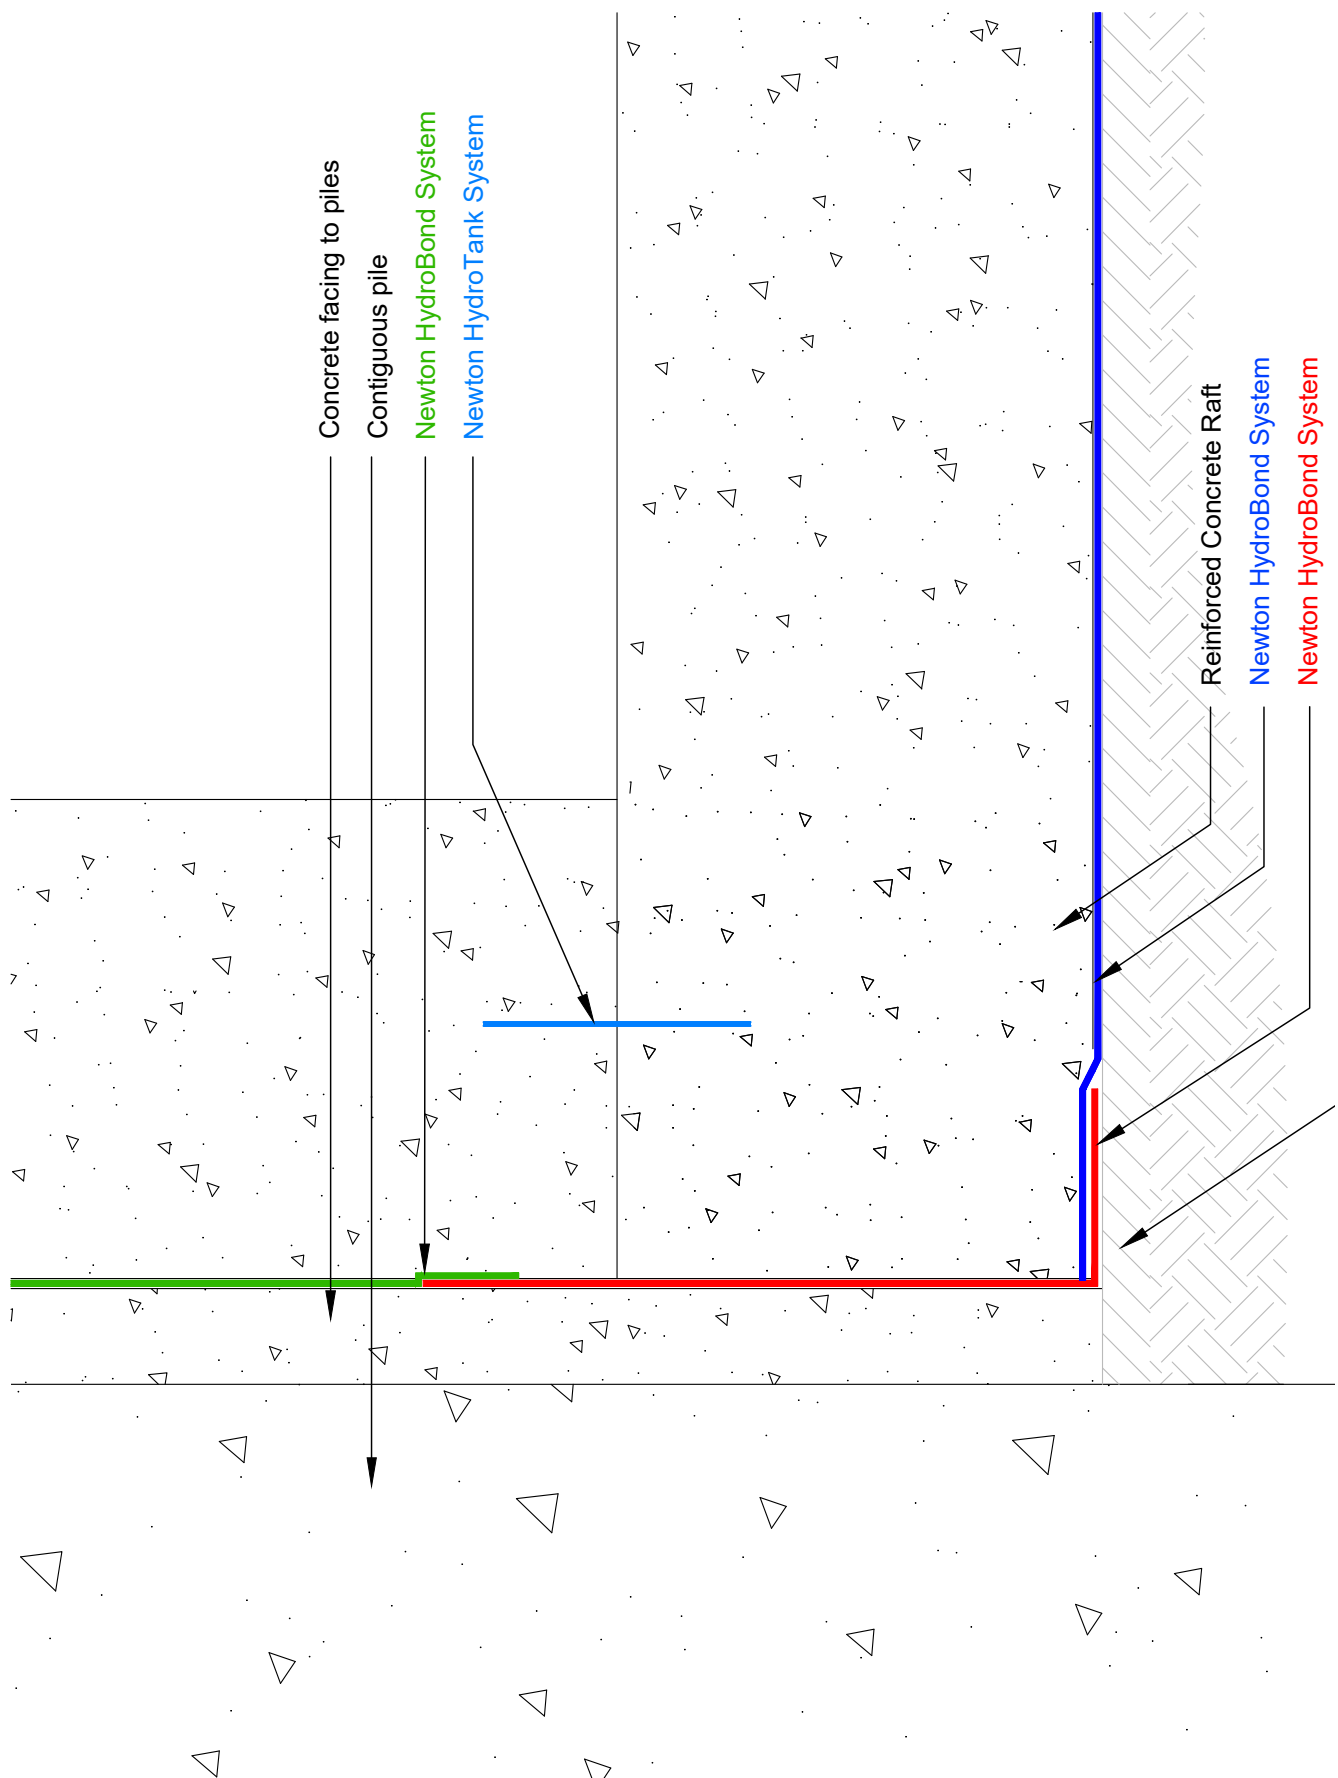 Concrete facing to piles
Contiguous pile
Newton HydroBond System
Newton HydroTank System
Reinforced Concrete Raft
Newton HydroBond System
Newton HydroBond System